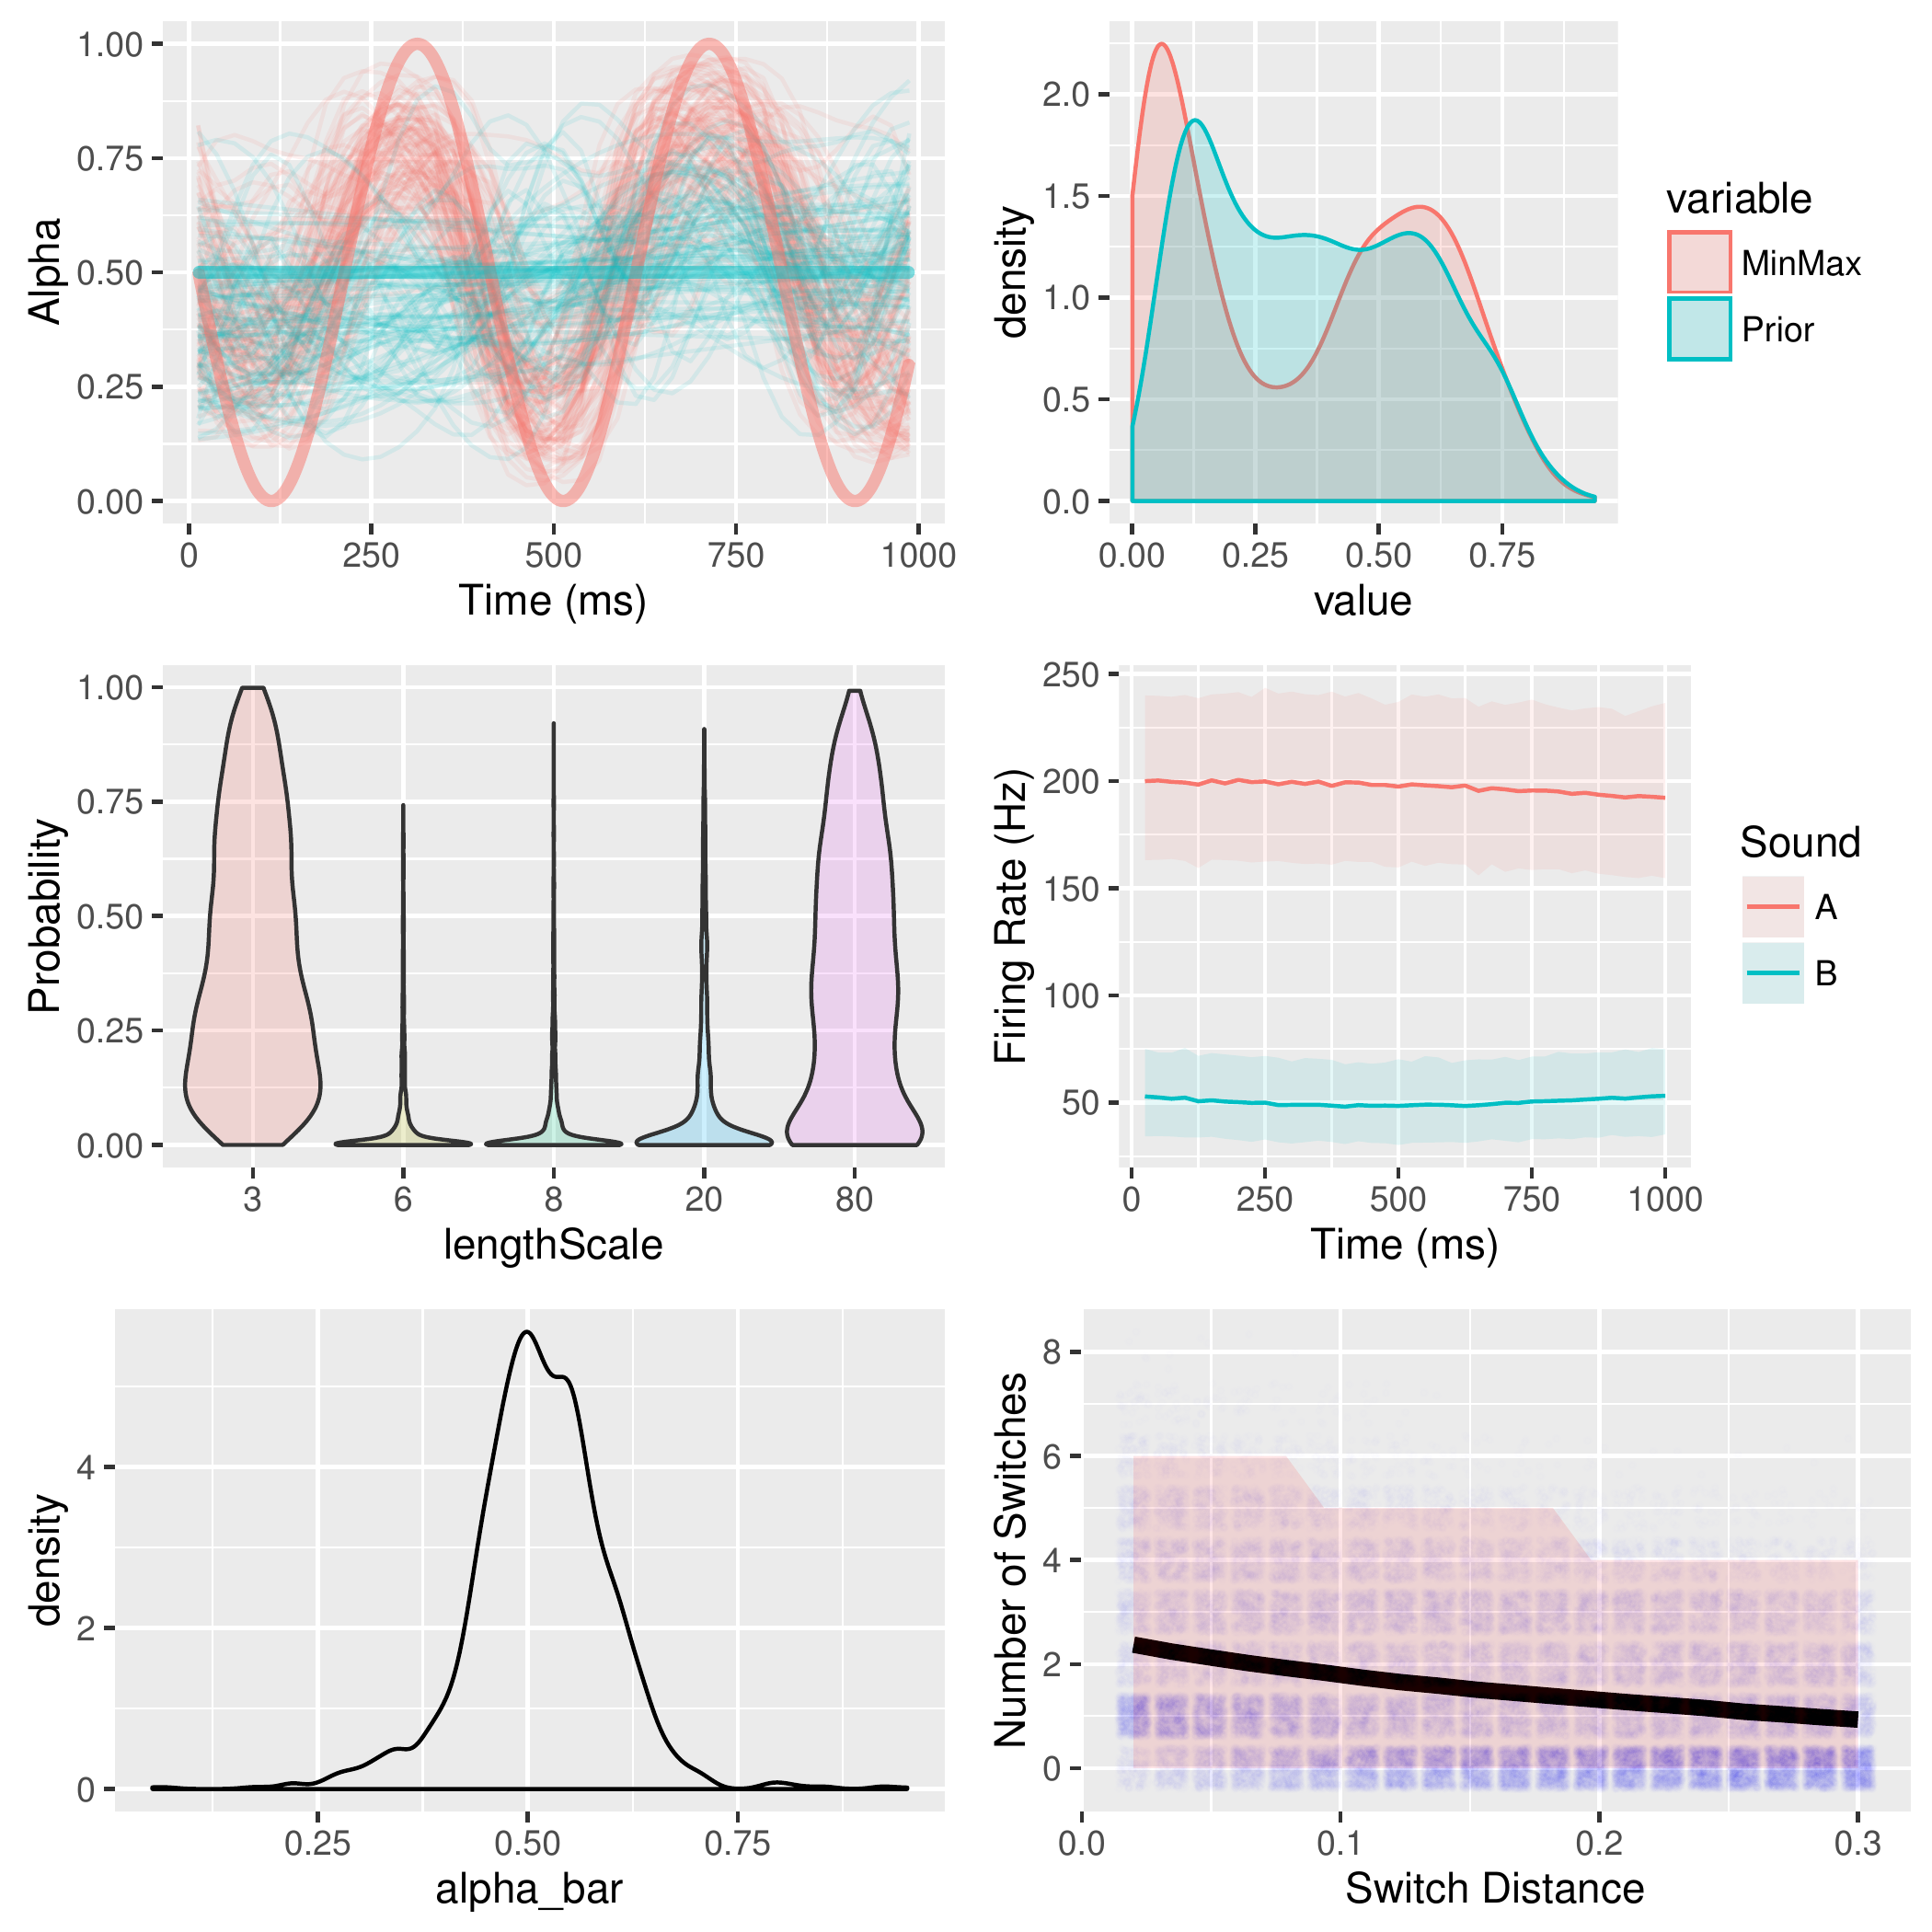 1.00
0.75
0.50
0.25
0.00
Alpha
0 250 500 750 1000
Time (ms)
2.0
1.5
1.0
0.5
0.0
density
0.00 0.25 0.50 0.75
value
variable
MinMax
Prior
1.00
0.75
0.50
0.25
0.00
Probability
3 6 8 20 80
lengthScale
250
200
150
100
50
Firing Rate (Hz)
0 250 500 750 1000
Time (ms)
Sound
A
B
4
2
0
density
0.25 0.50 0.75
alpha_bar
8
6
4
2
0
Number of Switches
0.0 0.1 0.2 0.3
Switch Distance